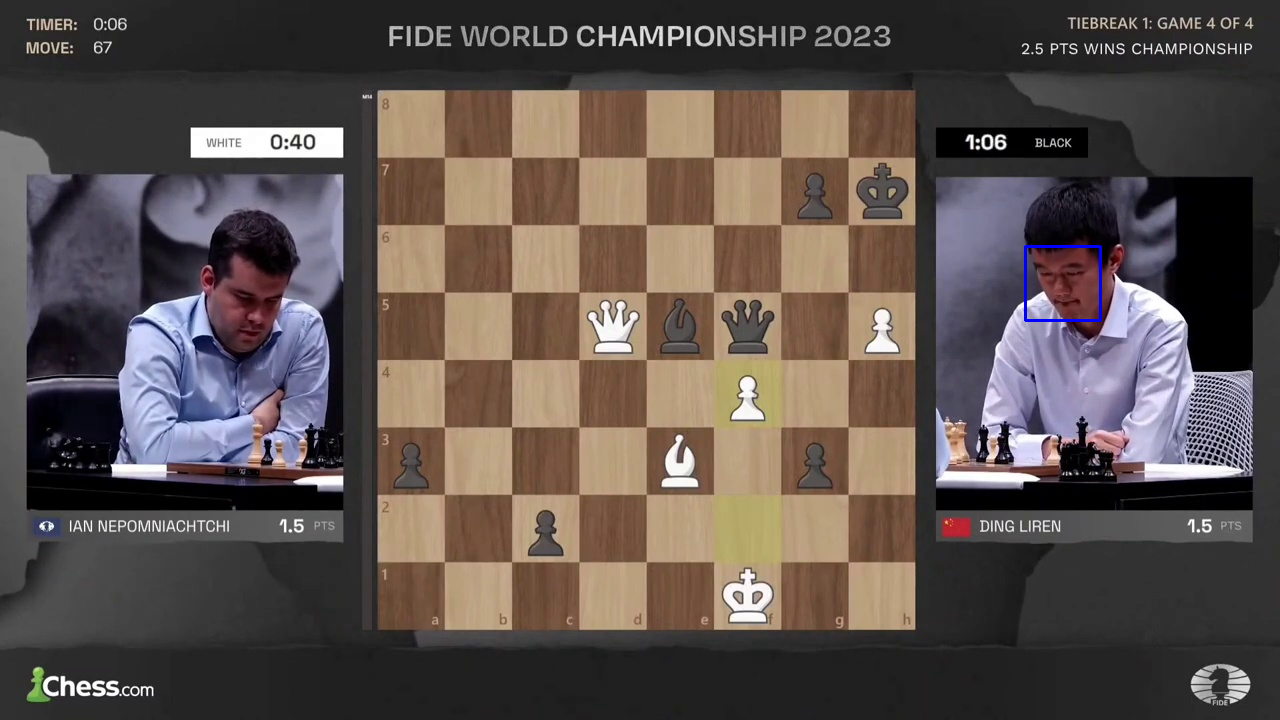 TIMER: 0:06
MOVE: 67
FIDE WORLD CHAMPIONSHIP 2023
TIEBREAK 1: GAME 4 OF 4
2.5 PTS WINS CHAMPIONSHIP
WHITE 0:40
1:06 BLACK
M14
8
7
6
5
4
3
2
1
a b c d e f g h
IAN NEPOMNIACHTCHI 1.5 PTS
DING LIREN 1.5 PTS
Chess.com
FIDE